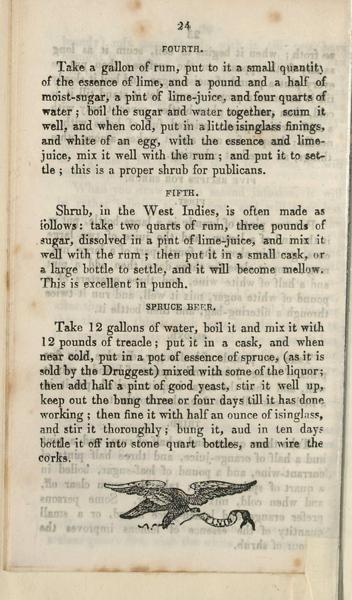 24
FOURTH.
Take a gallon of rum, put to it a small quantity
of the essence of lime, and a pound and a half of
moist-sugar, a pint of lime-juice, and four quarts of
water ; boil the sugar and water together, scum it
well, and when cold, put in a little isinglass finings,
and white of an egg, with the essence and lime-
juice, mix it well with the rum ; and put it to set-
tle ; this is a proper shrub for publicans.
FIFTH.
Shrub, in the West Indies, is often made as
follows: take two quarts of rum, three pounds of
sugar, dissolved in a pint of lime-juice, and mix it
well with the rum ; then put it in a small cask, or
a large bottle to settle, and it will become mellow.
This is excellent in punch.
SPRUCE BEER.
Take 12 gallons of water, boil it and mix it with
12 pounds of treacle ; put it in a cask, and when
near cold, put in a pot of essence of spruce, (as it is
sold by the Druggest) mixed with some of the liquor;
then add half a pint of good yeast, stir it well up,
keep out the bung three or four days till it has done
working ; then fine it with half an ounce of isinglass,
and stir it thoroughly ; bung it, aud in ten days
bottle it off into stone quart bottles, and wire the
corks.